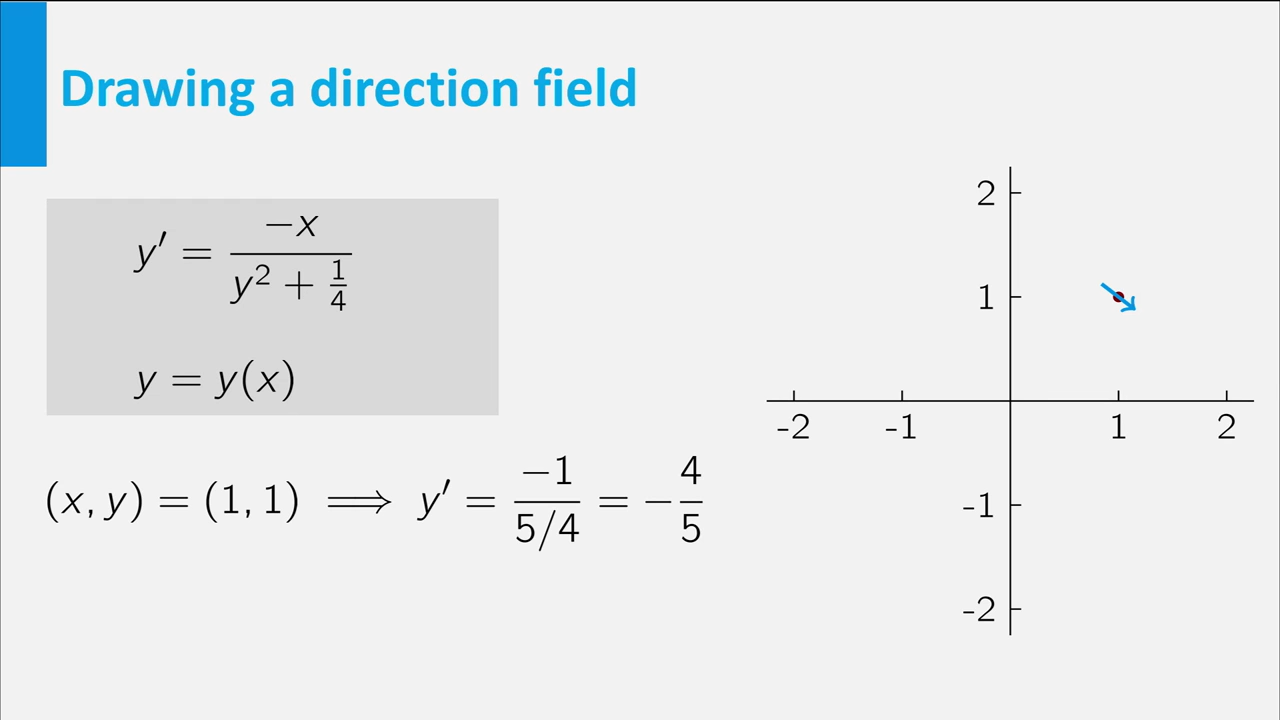 Drawing a direction field
y′ = −x / (y² + 1/4)
y = y(x)
(x, y) = (1, 1) ⟹ y′ = −1 / (5/4) = −4/5
2
1
-2 -1 1 2
-1
-2